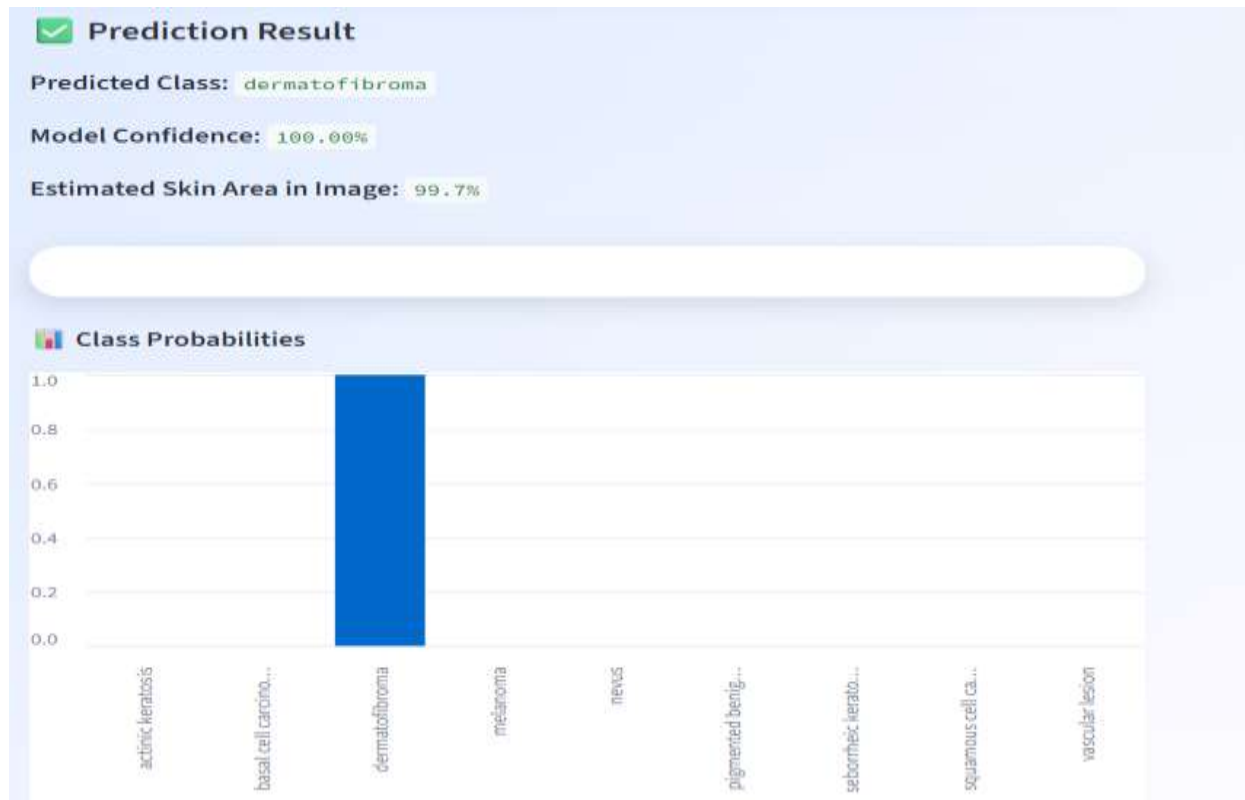 Prediction Result
Predicted Class: dermatofibroma
Model Confidence: 100.00%
Estimated Skin Area in Image: 99.7%
Class Probabilities
1.0
0.8
0.6
0.4
0.2
0.0
actinic keratosis
basal cell carcino...
dermatofibroma
melanoma
nevus
pigmented benig...
seborrheic kerato...
squamous cell ca...
vascular lesion